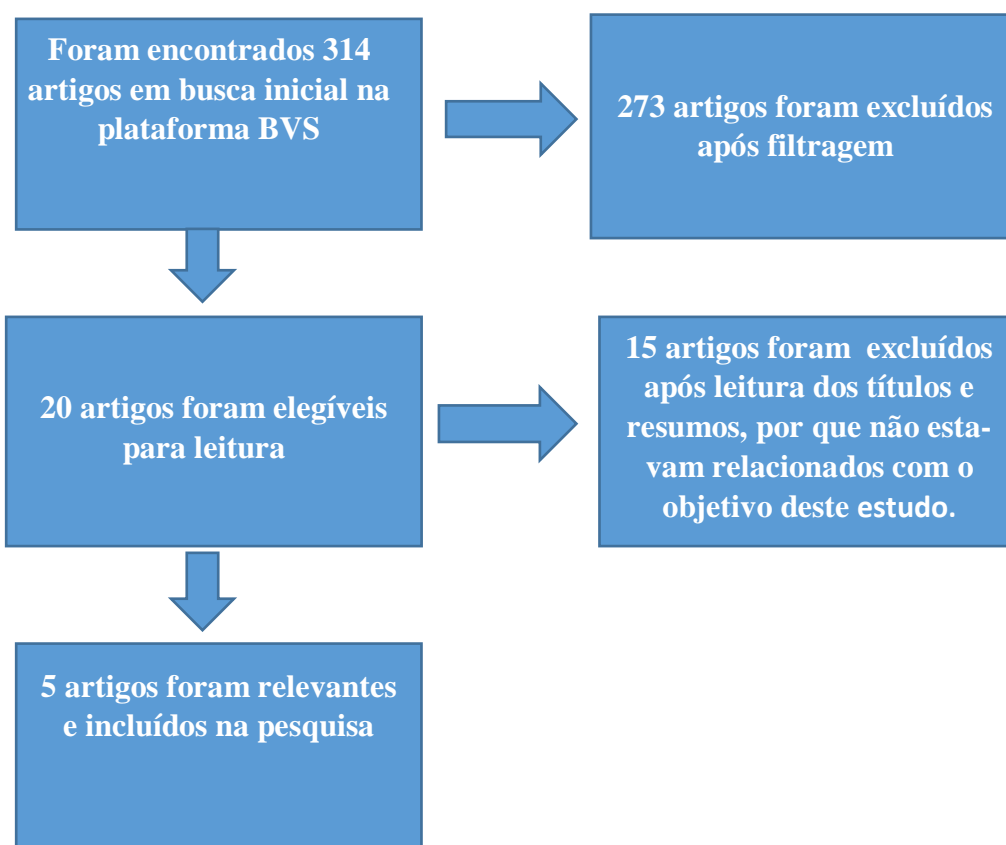 Foram encontrados 314
artigos em busca inicial na
plataforma BVS
273 artigos foram excluídos
após filtragem
20 artigos foram elegíveis
para leitura
15 artigos foram  excluídos
após leitura dos títulos e
resumos, por que não esta-
vam relacionados com o
objetivo deste estudo.
5 artigos foram relevantes
e incluídos na pesquisa